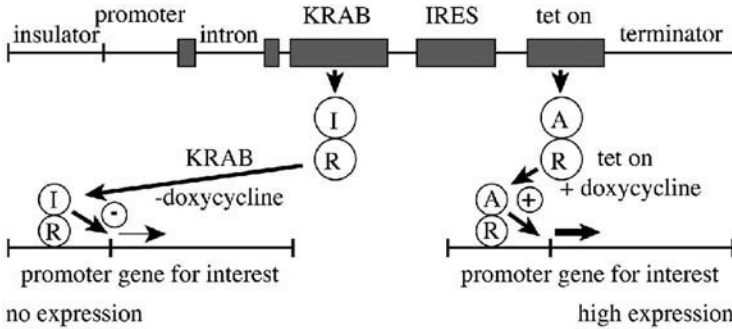 insulator promoter intron KRAB IRES tet on terminator
I A
R R
KRAB tet on
-doxycycline + doxycycline
I - A +
R R
promoter gene for interest promoter gene for interest
no expression high expression